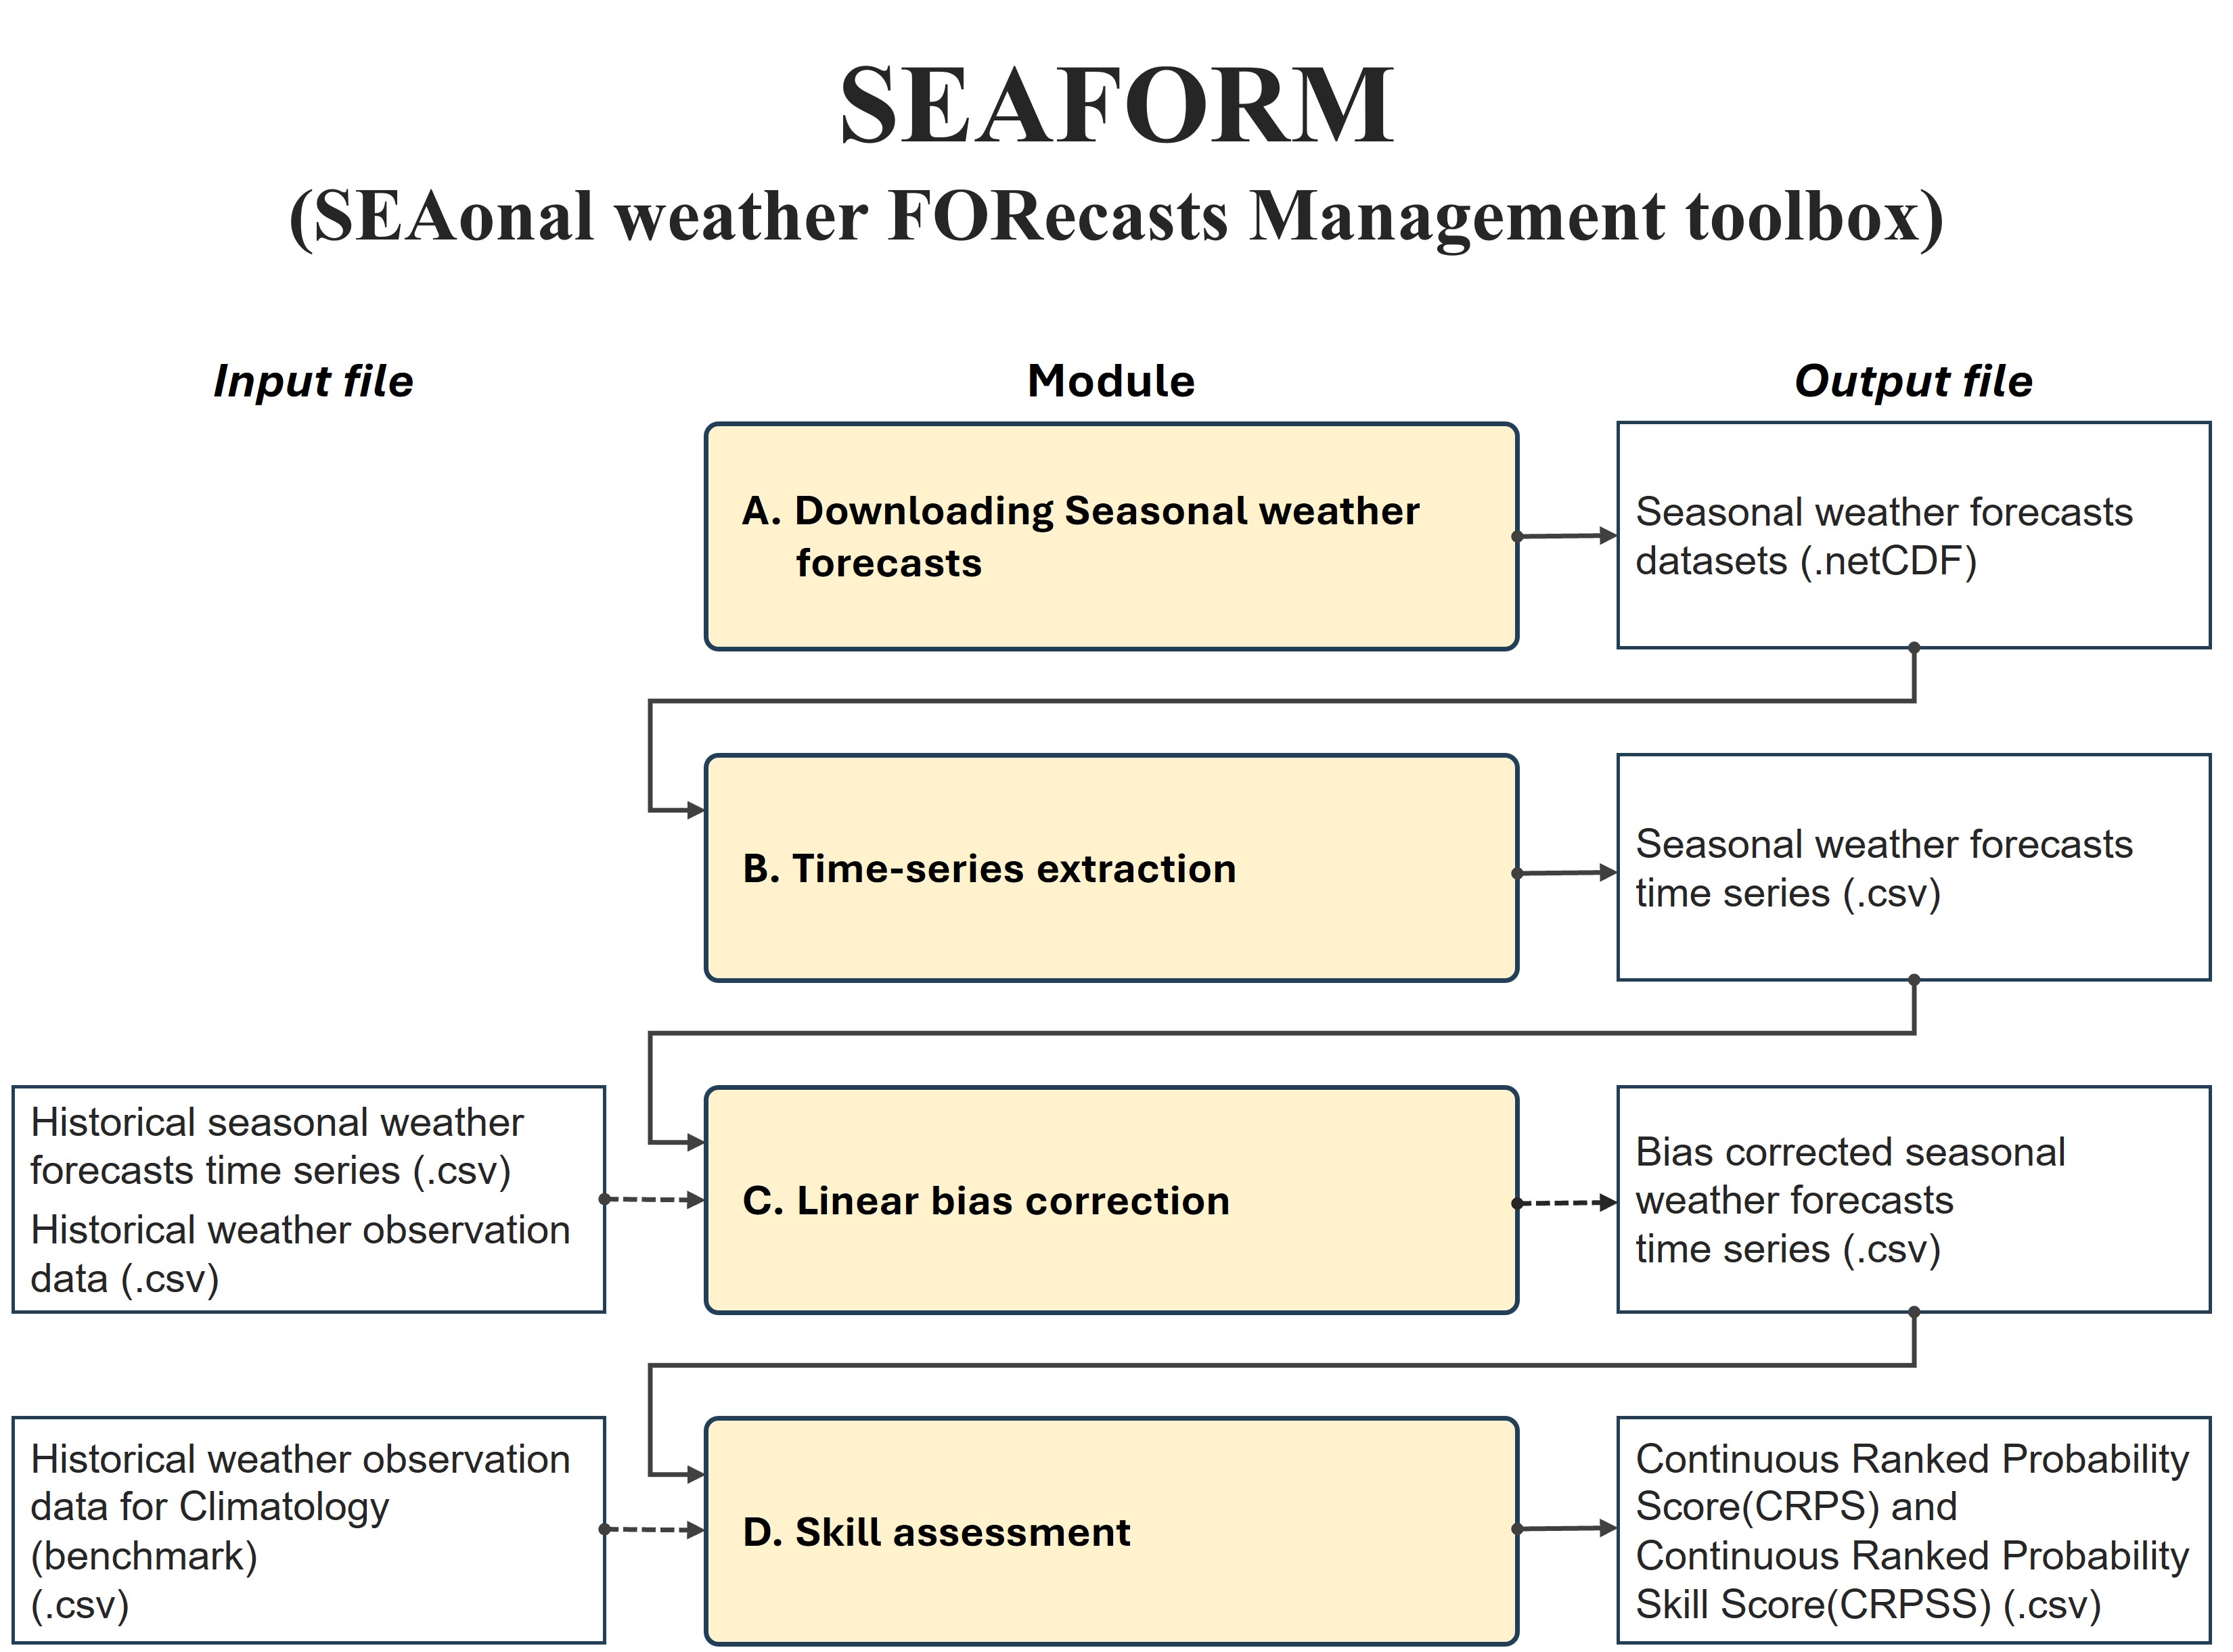 SEAFORM
(SEAonal weather FORecasts Management toolbox)
Input file
Module
Output file
A. Downloading Seasonal weather
forecasts
Seasonal weather forecasts
datasets (.netCDF)
B. Time-series extraction
Seasonal weather forecasts
time series (.csv)
Historical seasonal weather
forecasts time series (.csv)
Historical weather observation
data (.csv)
C. Linear bias correction
Bias corrected seasonal
weather forecasts
time series (.csv)
Historical weather observation
data for Climatology
(benchmark)
(.csv)
D. Skill assessment
Continuous Ranked Probability
Score(CRPS) and
Continuous Ranked Probability
Skill Score(CRPSS) (.csv)